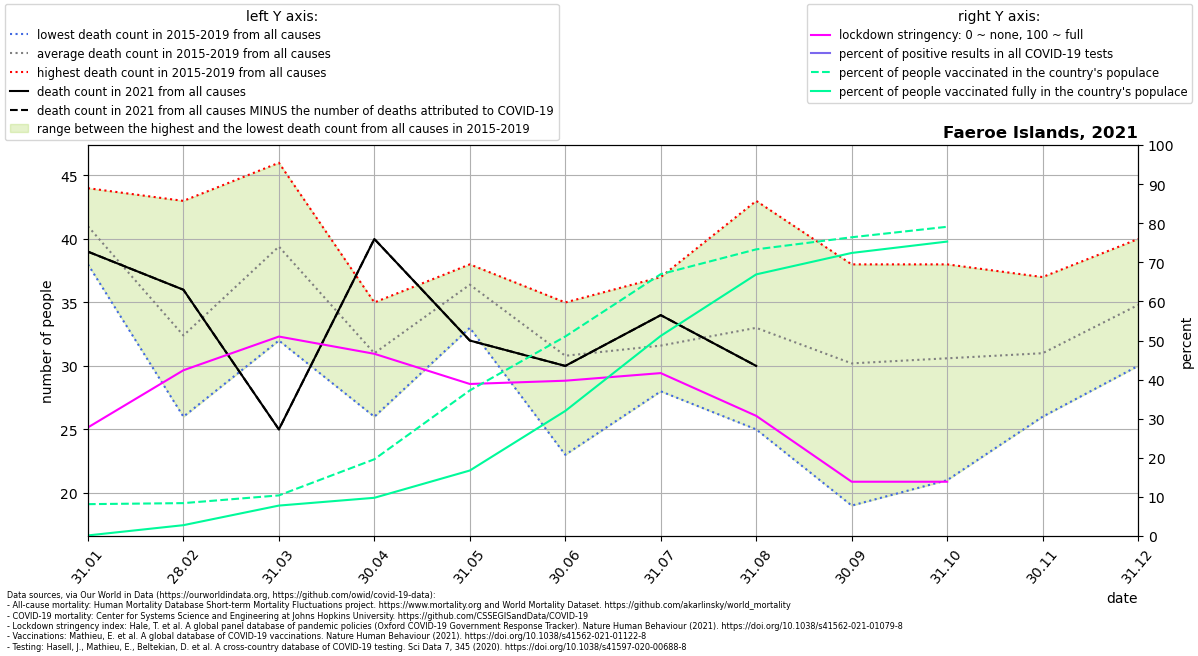 left Y axis:
lowest death count in 2015-2019 from all causes
average death count in 2015-2019 from all causes
highest death count in 2015-2019 from all causes
death count in 2021 from all causes
death count in 2021 from all causes MINUS the number of deaths attributed to COVID-19
range between the highest and the lowest death count from all causes in 2015-2019
right Y axis:
lockdown stringency: 0 ~ none, 100 ~ full
percent of positive results in all COVID-19 tests
percent of people vaccinated in the country's populace
percent of people vaccinated fully in the country's populace
Faeroe Islands, 2021
number of people
45
40
35
30
25
20
100
90
80
70
60
50
40
30
20
10
0
percent
31.01
28.02
31.03
30.04
31.05
30.06
31.07
31.08
30.09
31.10
30.11
31.12
date
Data sources, via Our World in Data (https://ourworldindata.org, https://github.com/owid/covid-19-data):
- All-cause mortality: Human Mortality Database Short-term Mortality Fluctuations project. https://www.mortality.org and World Mortality Dataset. https://github.com/akarlinsky/world_mortality
- COVID-19 mortality: Center for Systems Science and Engineering at Johns Hopkins University. https://github.com/CSSEGISandData/COVID-19
- Lockdown stringency index: Hale, T. et al. A global panel database of pandemic policies (Oxford COVID-19 Government Response Tracker). Nature Human Behaviour (2021). https://doi.org/10.1038/s41562-021-01079-8
- Vaccinations: Mathieu, E. et al. A global database of COVID-19 vaccinations. Nature Human Behaviour (2021). https://doi.org/10.1038/s41562-021-01122-8
- Testing: Hasell, J., Mathieu, E., Beltekian, D. et al. A cross-country database of COVID-19 testing. Sci Data 7, 345 (2020). https://doi.org/10.1038/s41597-020-00688-8